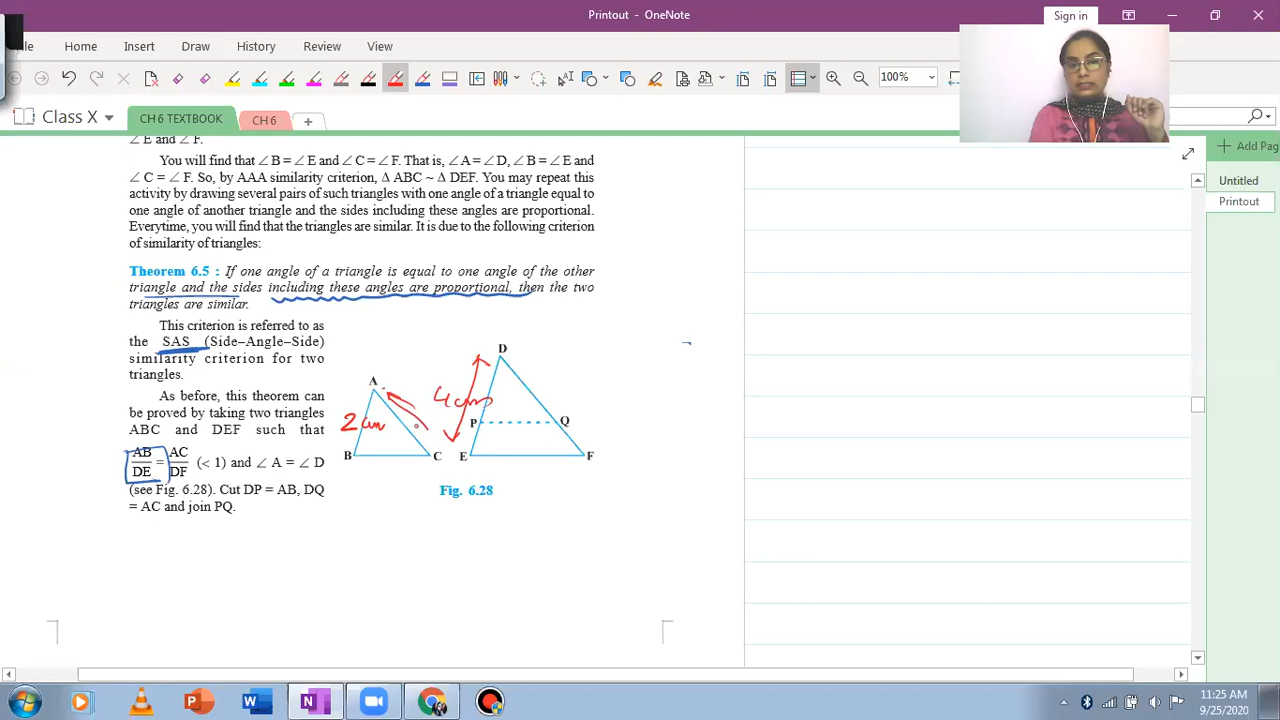 Printout - OneNote
Sign in
Home Insert Draw History Review View
100%
Class X
CH 6 TEXTBOOK
CH 6
Add Pag
Untitled
Printout
∠ E and ∠ F.
You will find that ∠ B = ∠ E and ∠ C = ∠ F. That is, ∠ A = ∠ D, ∠ B = ∠ E and
∠ C = ∠ F. So, by AAA similarity criterion, Δ ABC ~ Δ DEF. You may repeat this
activity by drawing several pairs of such triangles with one angle of a triangle equal to
one angle of another triangle and the sides including these angles are proportional.
Everytime, you will find that the triangles are similar. It is due to the following criterion
of similarity of triangles:
Theorem 6.5 : If one angle of a triangle is equal to one angle of the other
triangle and the sides including these angles are proportional, then the two
triangles are similar.
This criterion is referred to as
the SAS (Side–Angle–Side)
similarity criterion for two
triangles.
As before, this theorem can
be proved by taking two triangles
ABC and DEF such that
AB/DE = AC/DF (< 1) and ∠ A = ∠ D
(see Fig. 6.28). Cut DP = AB, DQ
= AC and join PQ.
A
2 cm
B
C
D
4 cm
P
Q
E
F
Fig. 6.28
11:25 AM
9/25/2020